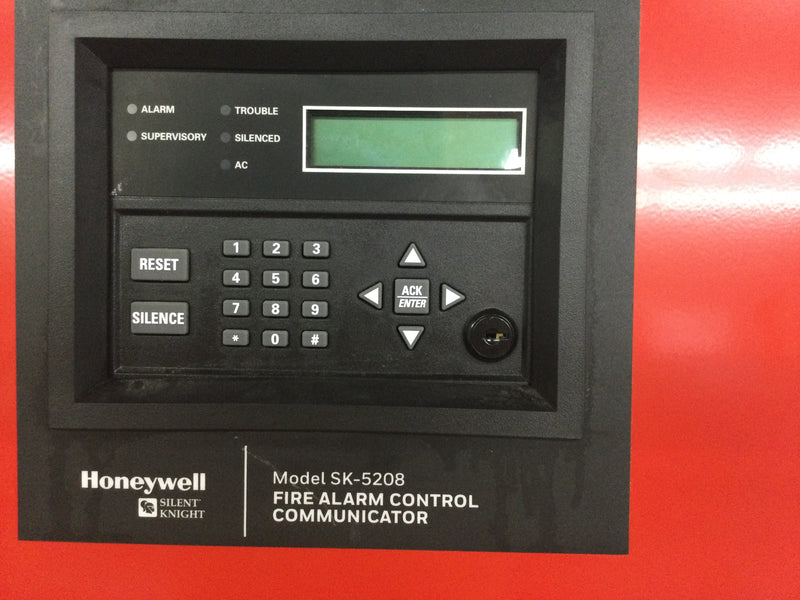 ALARM
TROUBLE
SUPERVISORY
SILENCED
AC
RESET
SILENCE
1 2 3
4 5 6
7 8 9
* 0 #
ACK
ENTER
Honeywell
SILENT
KNIGHT
Model SK-5208
FIRE ALARM CONTROL
COMMUNICATOR